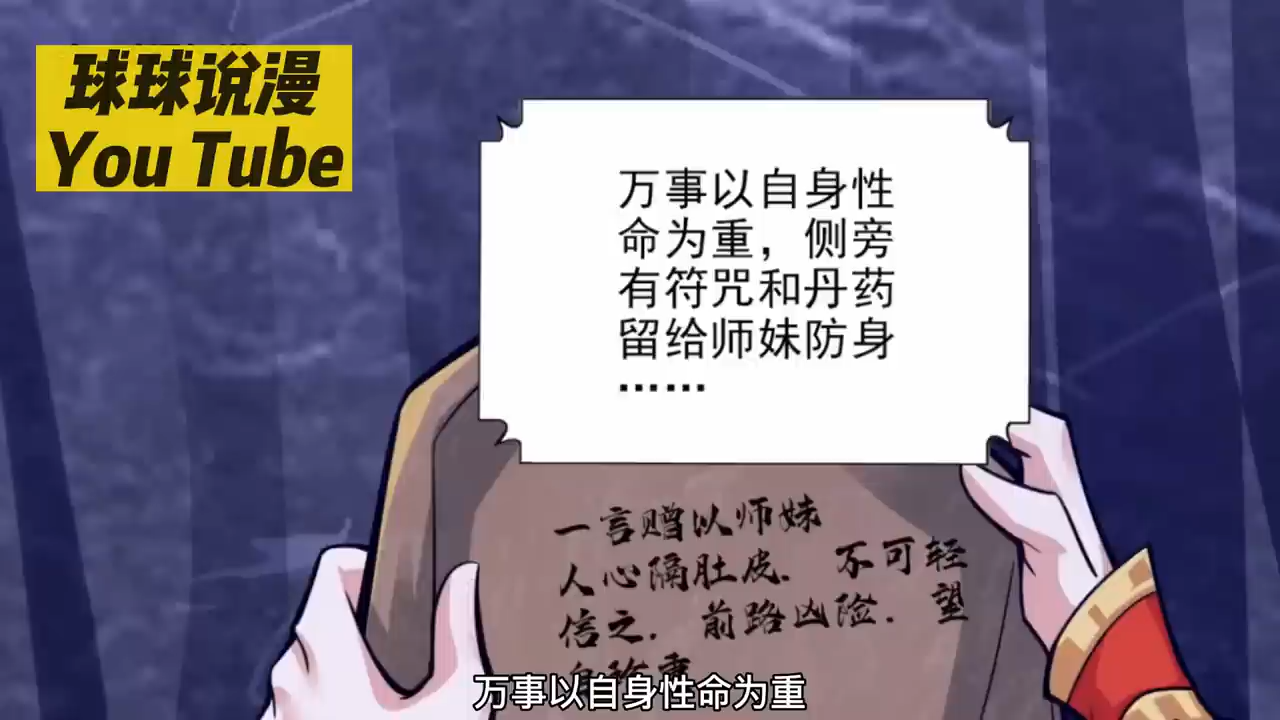 球球说漫
You Tube
万事以自身性
命为重，侧旁
有符咒和丹药
留给师妹防身
……
一言赠以师妹
人心隔肚皮．不可轻
信之．前路凶险．望
万事以自身性命为重